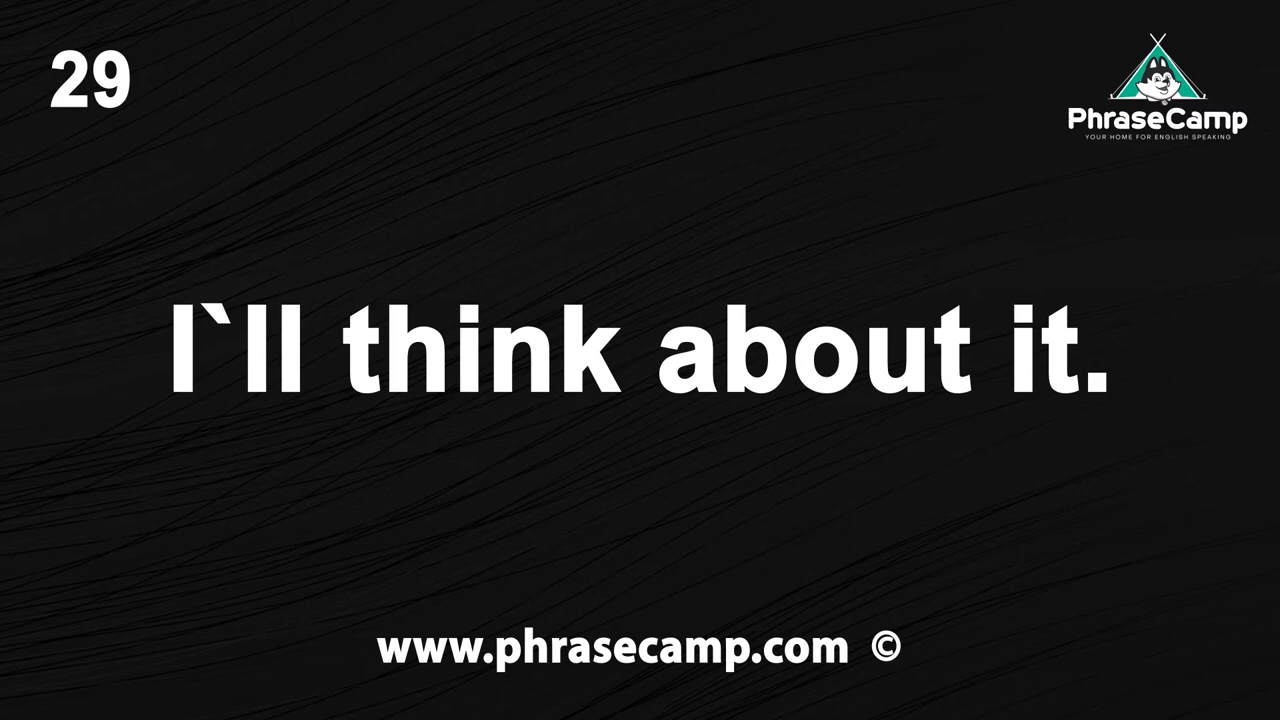 29
PhraseCamp
YOUR HOME FOR ENGLISH SPEAKING
I`ll think about it.
www.phrasecamp.com ©